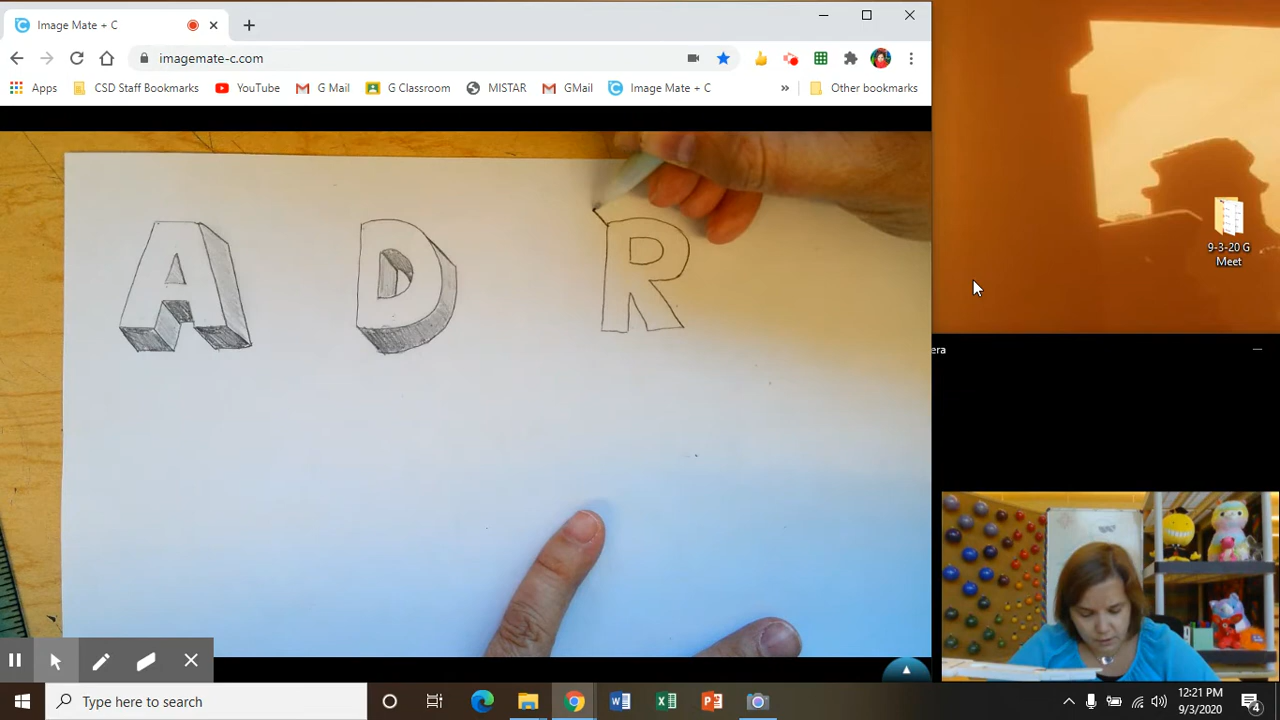 Image Mate + C
imagemate-c.com
Apps CSD Staff Bookmarks YouTube G Mail G Classroom MISTAR GMail Image Mate + C » Other bookmarks
A D R
9-3-20 G
Meet
era
Type here to search
12:21 PM
9/3/2020
4